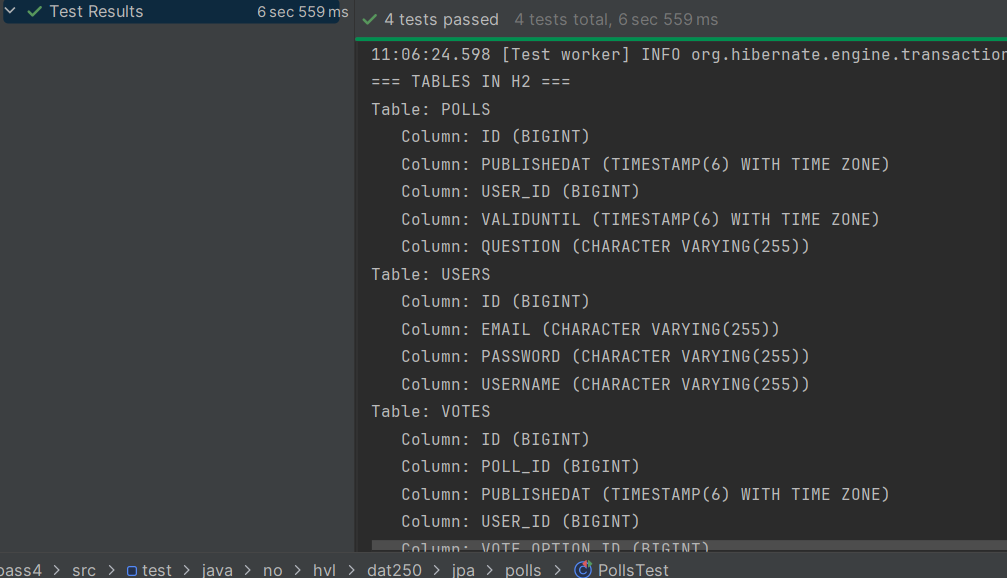 Test Results 6 sec 559 ms
4 tests passed 4 tests total, 6 sec 559 ms
11:06:24.598 [Test worker] INFO org.hibernate.engine.transaction
=== TABLES IN H2 ===
Table: POLLS
Column: ID (BIGINT)
Column: PUBLISHEDAT (TIMESTAMP(6) WITH TIME ZONE)
Column: USER_ID (BIGINT)
Column: VALIDUNTIL (TIMESTAMP(6) WITH TIME ZONE)
Column: QUESTION (CHARACTER VARYING(255))
Table: USERS
Column: ID (BIGINT)
Column: EMAIL (CHARACTER VARYING(255))
Column: PASSWORD (CHARACTER VARYING(255))
Column: USERNAME (CHARACTER VARYING(255))
Table: VOTES
Column: ID (BIGINT)
Column: POLL_ID (BIGINT)
Column: PUBLISHEDAT (TIMESTAMP(6) WITH TIME ZONE)
Column: USER_ID (BIGINT)
Column: VOTE_OPTION_ID (BIGINT)
pass4 > src > test > java > no > hvl > dat250 > jpa > polls > PollsTest